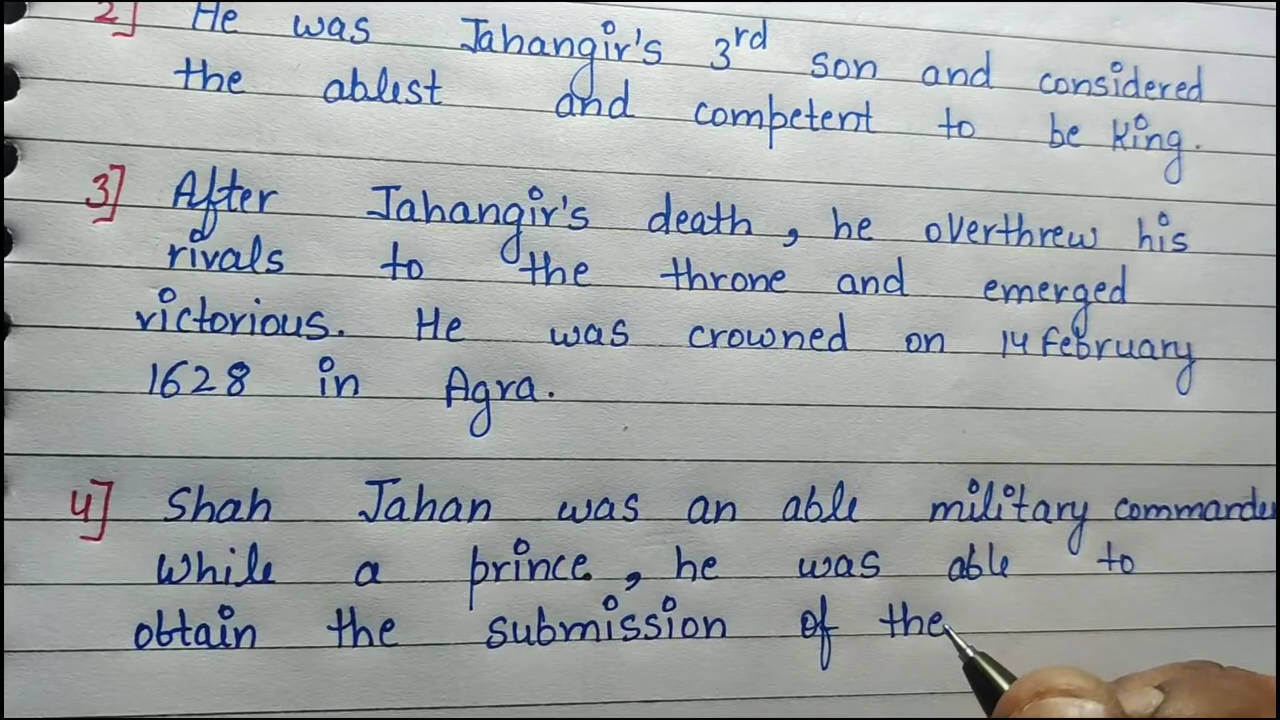 2] He was Jahangir's 3rd son and considered
the ablest and competent to be king.
3] After Jahangir's death, he overthrew his
rivals to the throne and emerged
victorious. He was crowned on 14 February
1628 in Agra.
4] Shah Jahan was an able military commande
while a prince, he was able to
obtain the submission of the